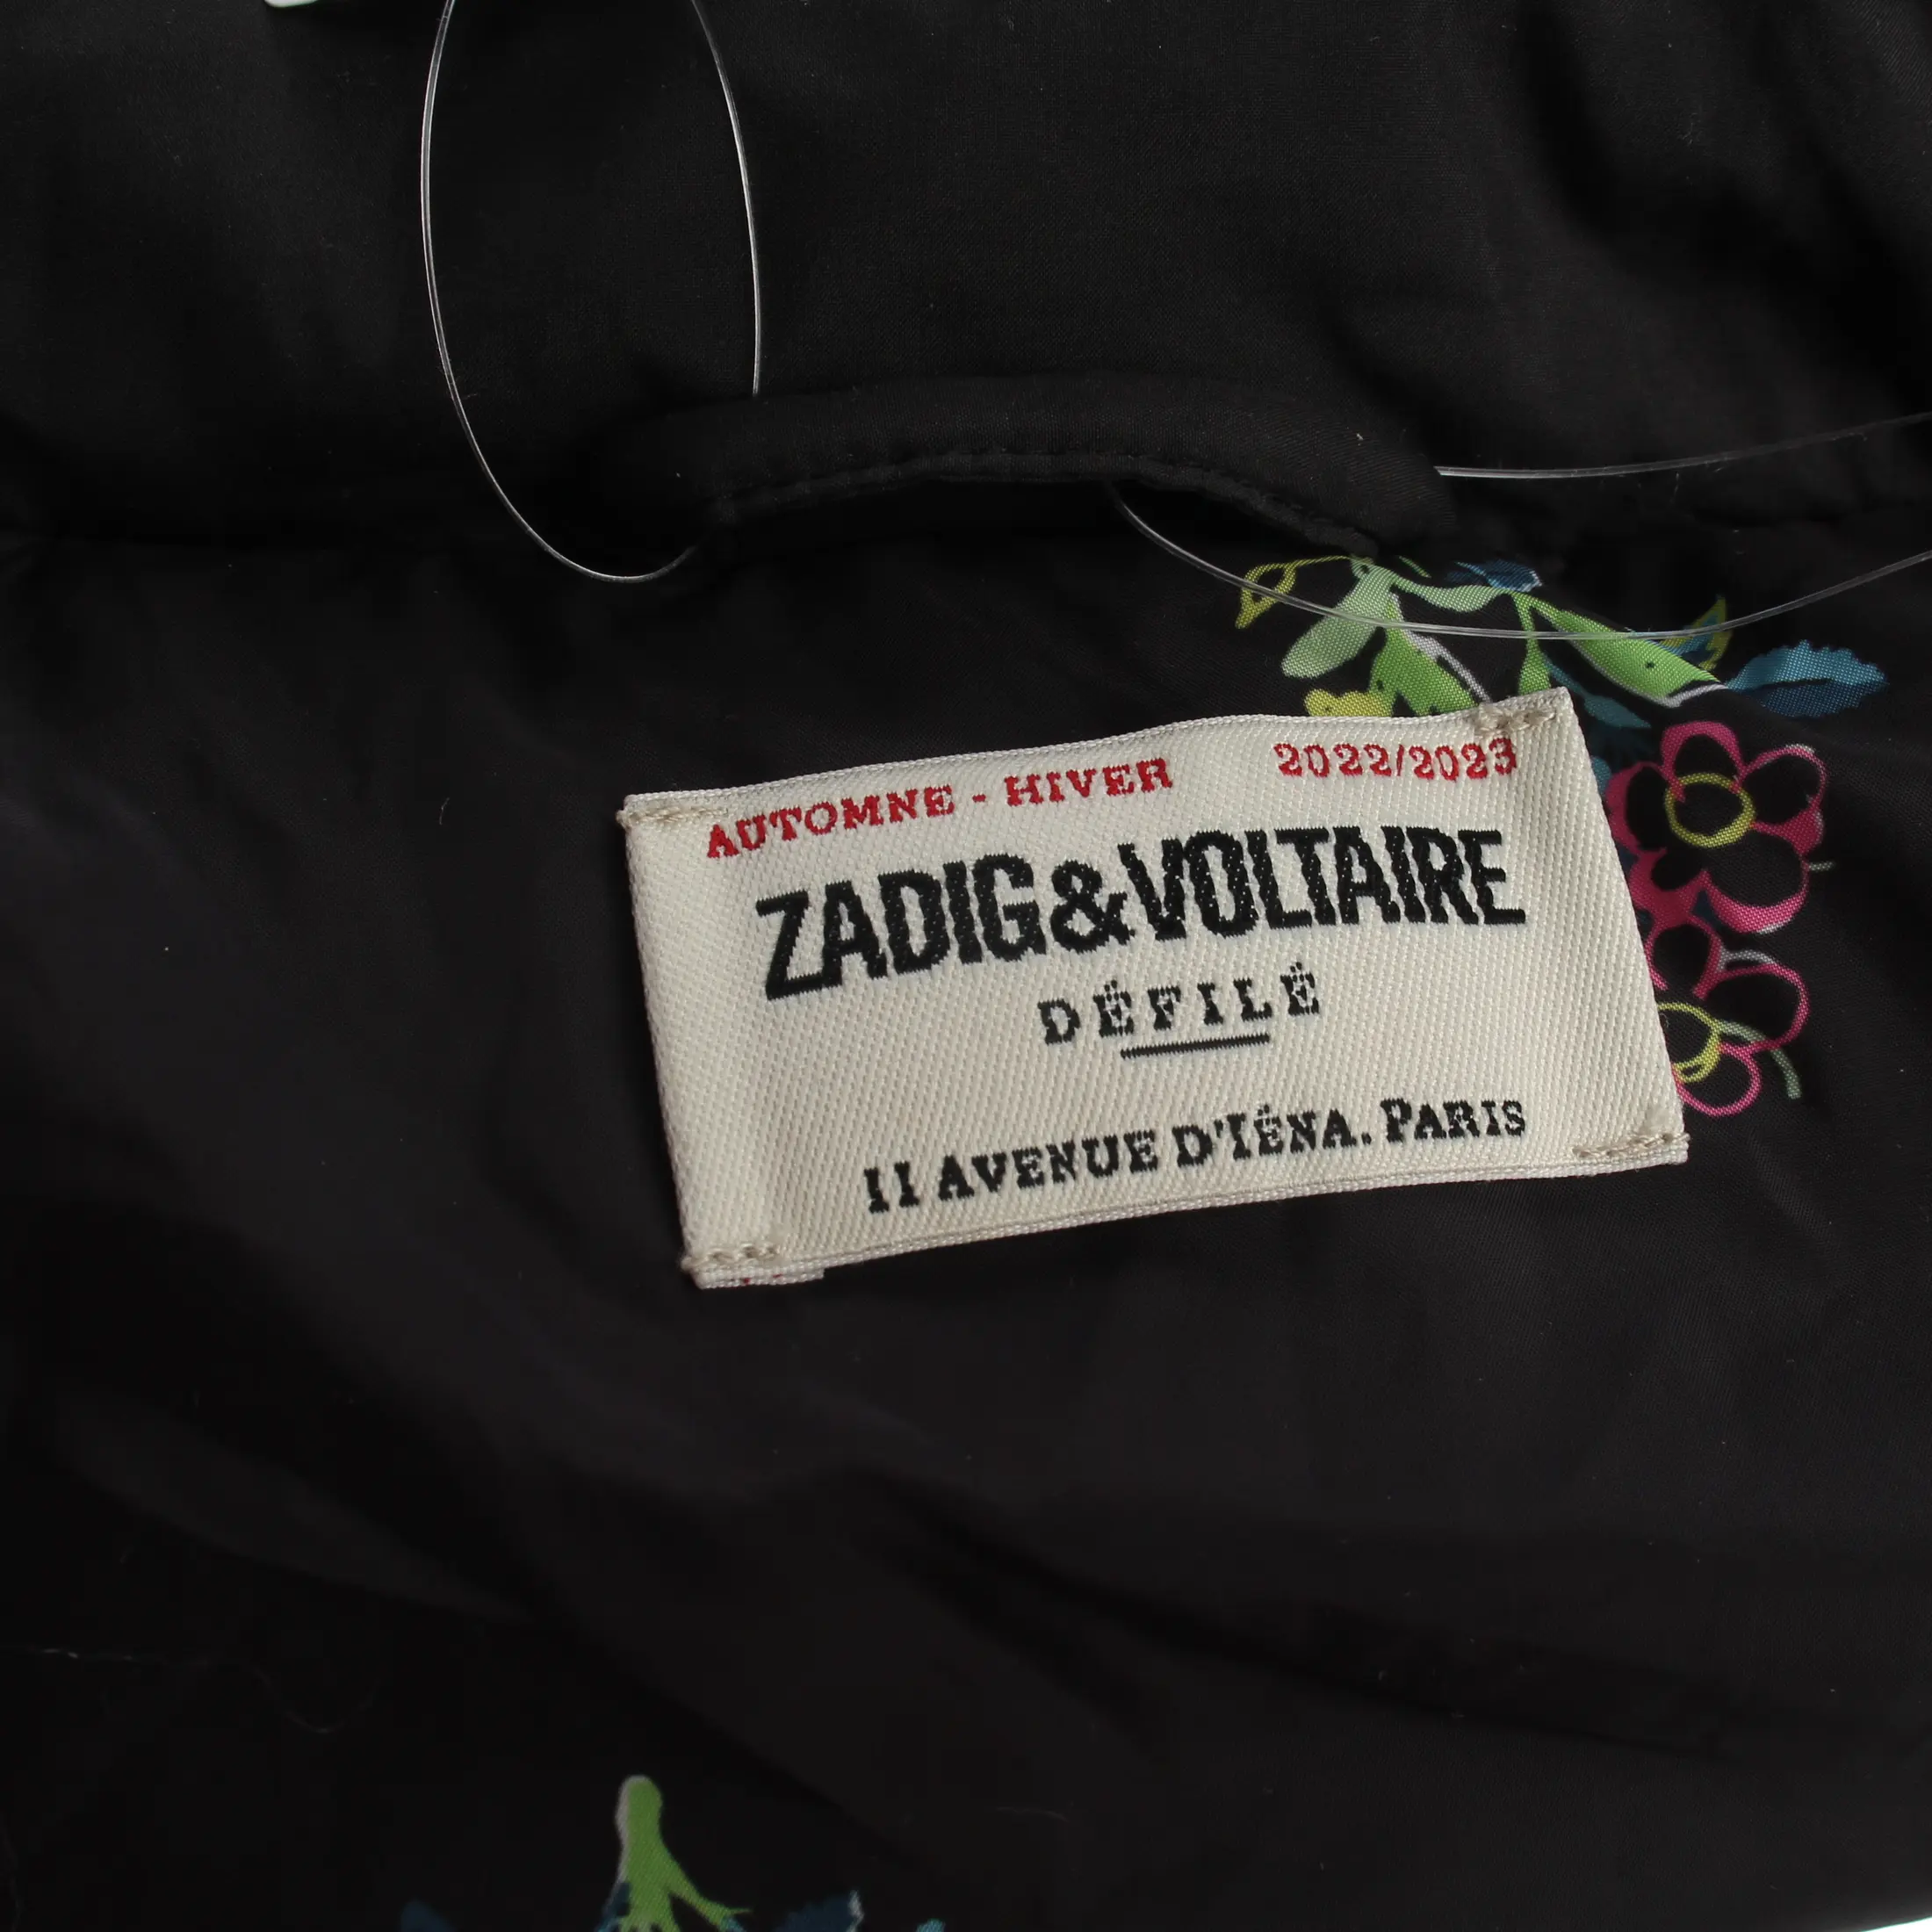 AUTOMNE - HIVER 2022/2023
ZADIG&VOLTAIRE
DÉFILÉ
11 AVENUE D'IÉNA. PARIS